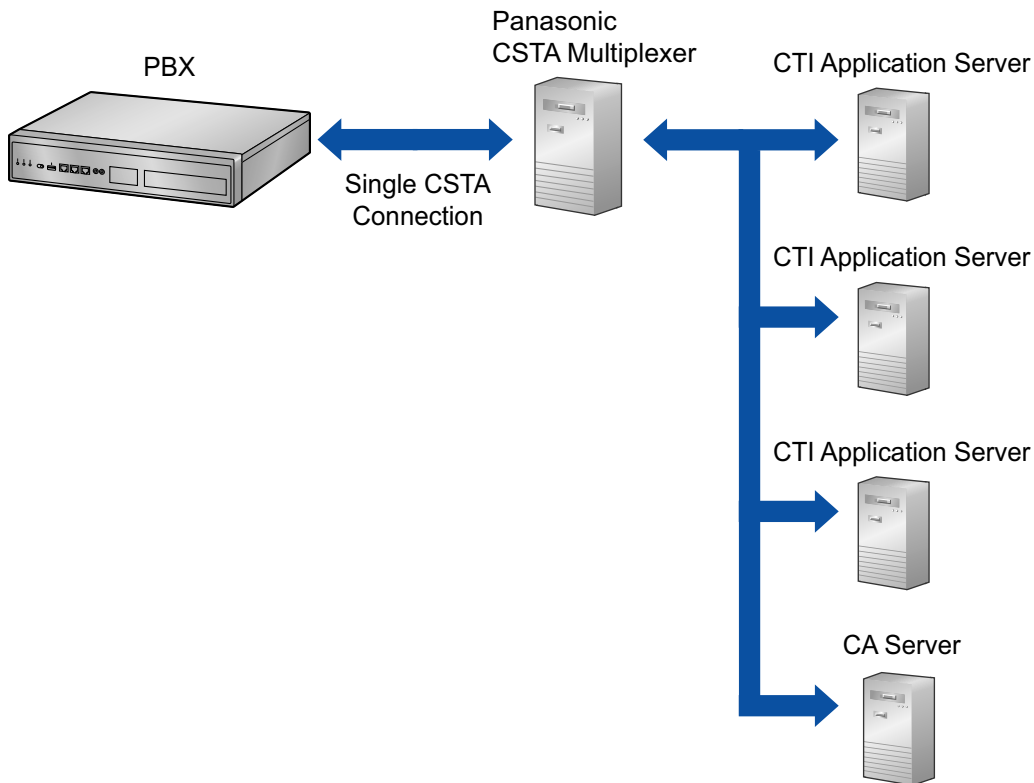 Panasonic
CSTA Multiplexer
PBX
CTI Application Server
Single CSTA
Connection
CTI Application Server
CTI Application Server
CA Server